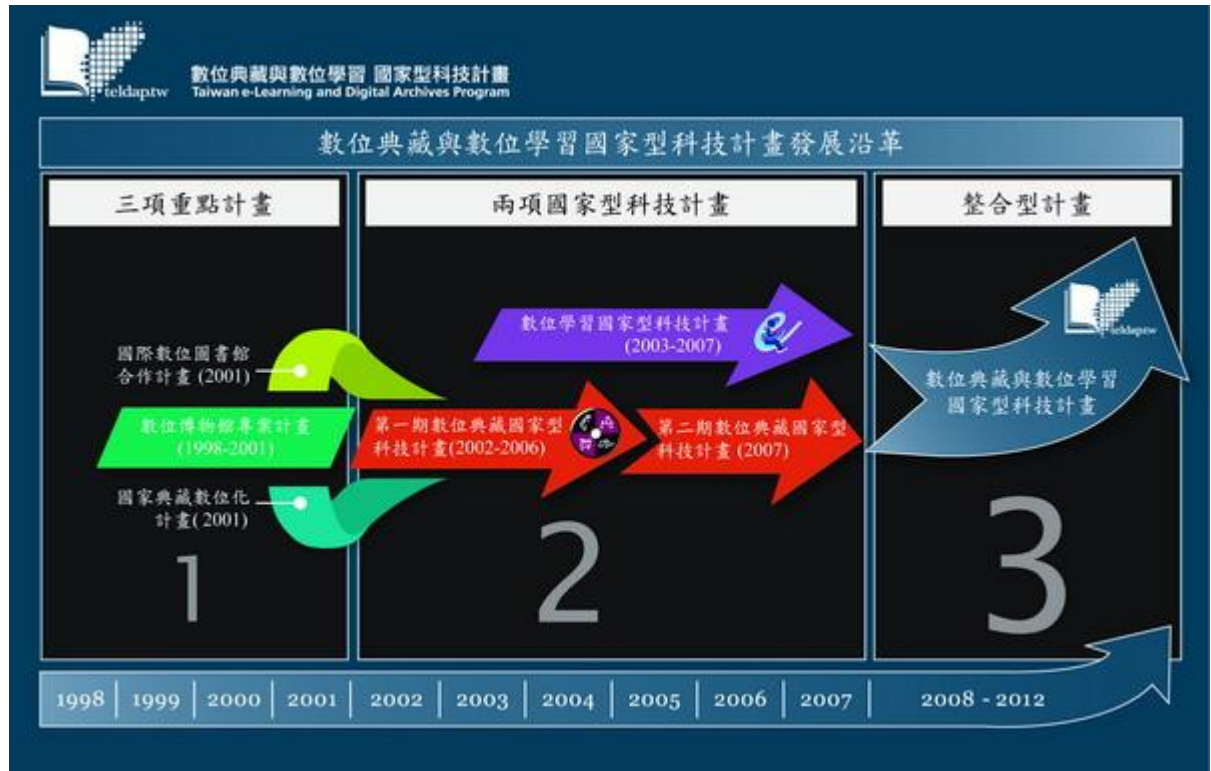 teldaptw
數位典藏與數位學習 國家型科技計畫
Taiwan e-Learning and Digital Archives Program
數位典藏與數位學習國家型科技計畫發展沿革
三項重點計畫
國際數位圖書館
合作計畫 (2001)
數位博物館專案計畫
(1998-2001)
國家典藏數位化
計畫( 2001)
1
兩項國家型科技計畫
數位學習國家型科技計畫
(2003-2007)
第一期數位典藏國家型
科技計畫(2002-2006)
第二期數位典藏國家型
科技計畫 (2007)
2
整合型計畫
teldaptw
數位典藏與數位學習
國家型科技計畫
3
1998 1999 2000 2001 2002 2003 2004 2005 2006 2007 2008 - 2012